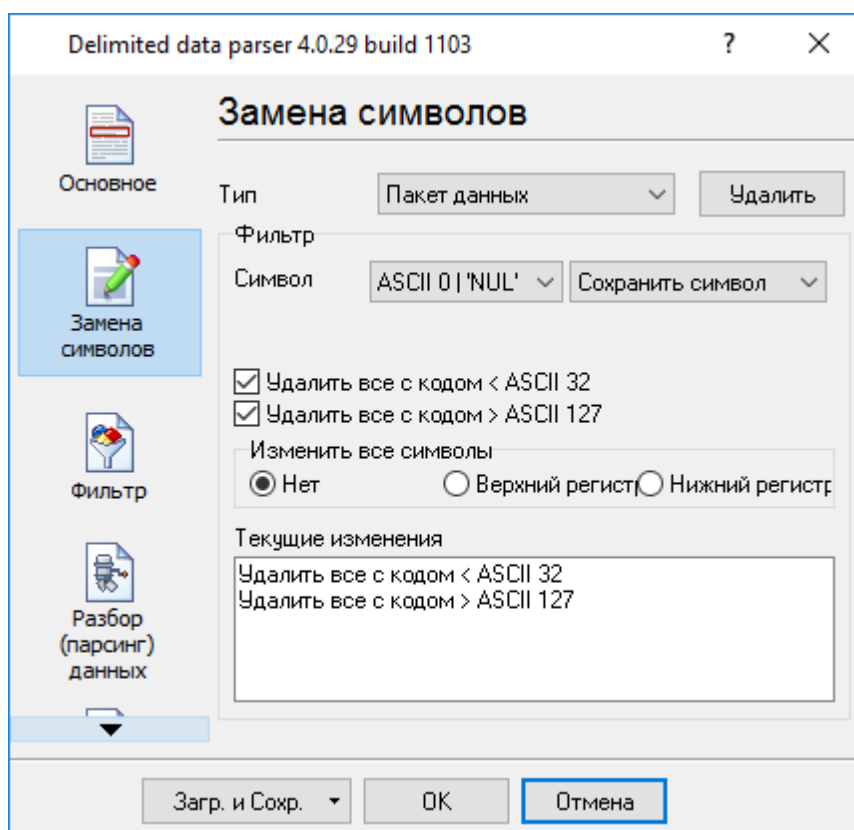 Delimited data parser 4.0.29 build 1103 ?
Основное
Замена
символов
Фильтр
Разбор
(парсинг)
данных
Замена символов
Тип Пакет данных Удалить
Фильтр
Символ ASCII 0 | 'NUL' Сохранить символ
Удалить все с кодом < ASCII 32
Удалить все с кодом > ASCII 127
Изменить все символы
Нет Верхний регистр Нижний регистр
Текущие изменения
Удалить все с кодом < ASCII 32
Удалить все с кодом > ASCII 127
Загр. и Сохр. OK Отмена